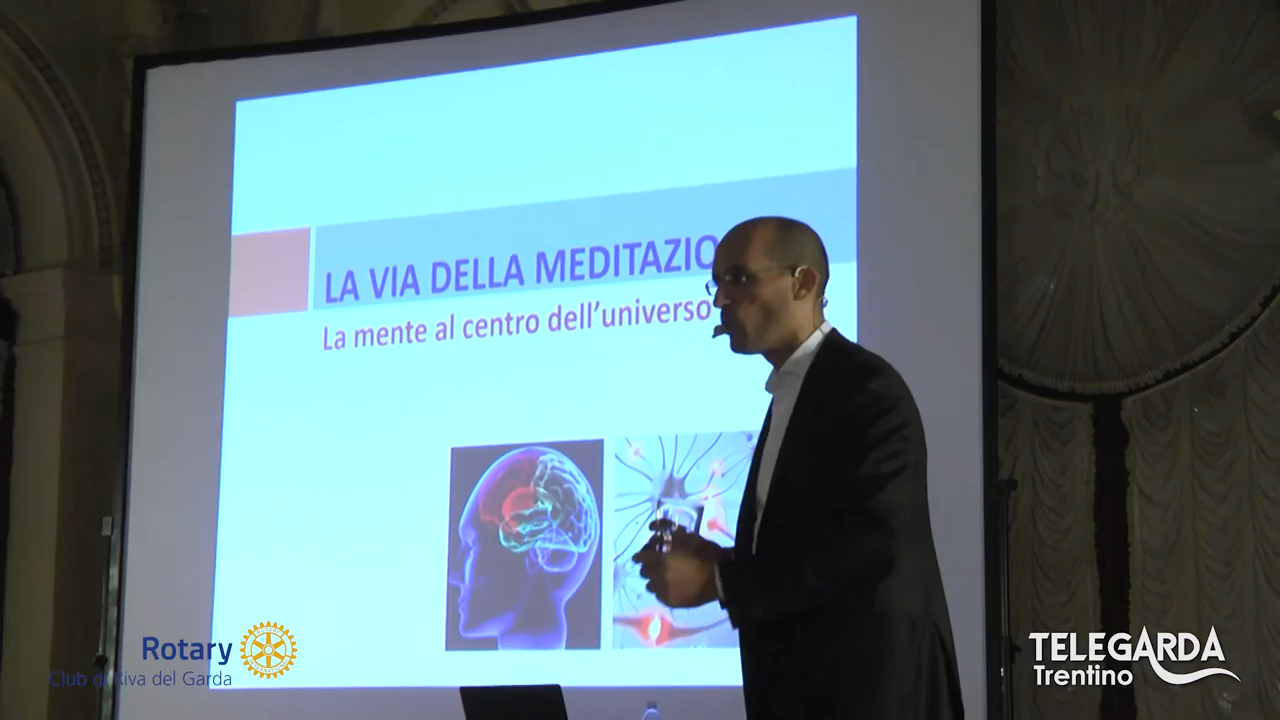 LA VIA DELLA MEDITAZIO
La mente al centro dell'universo
Rotary
Club di Riva del Garda
TELEGARDA
Trentino